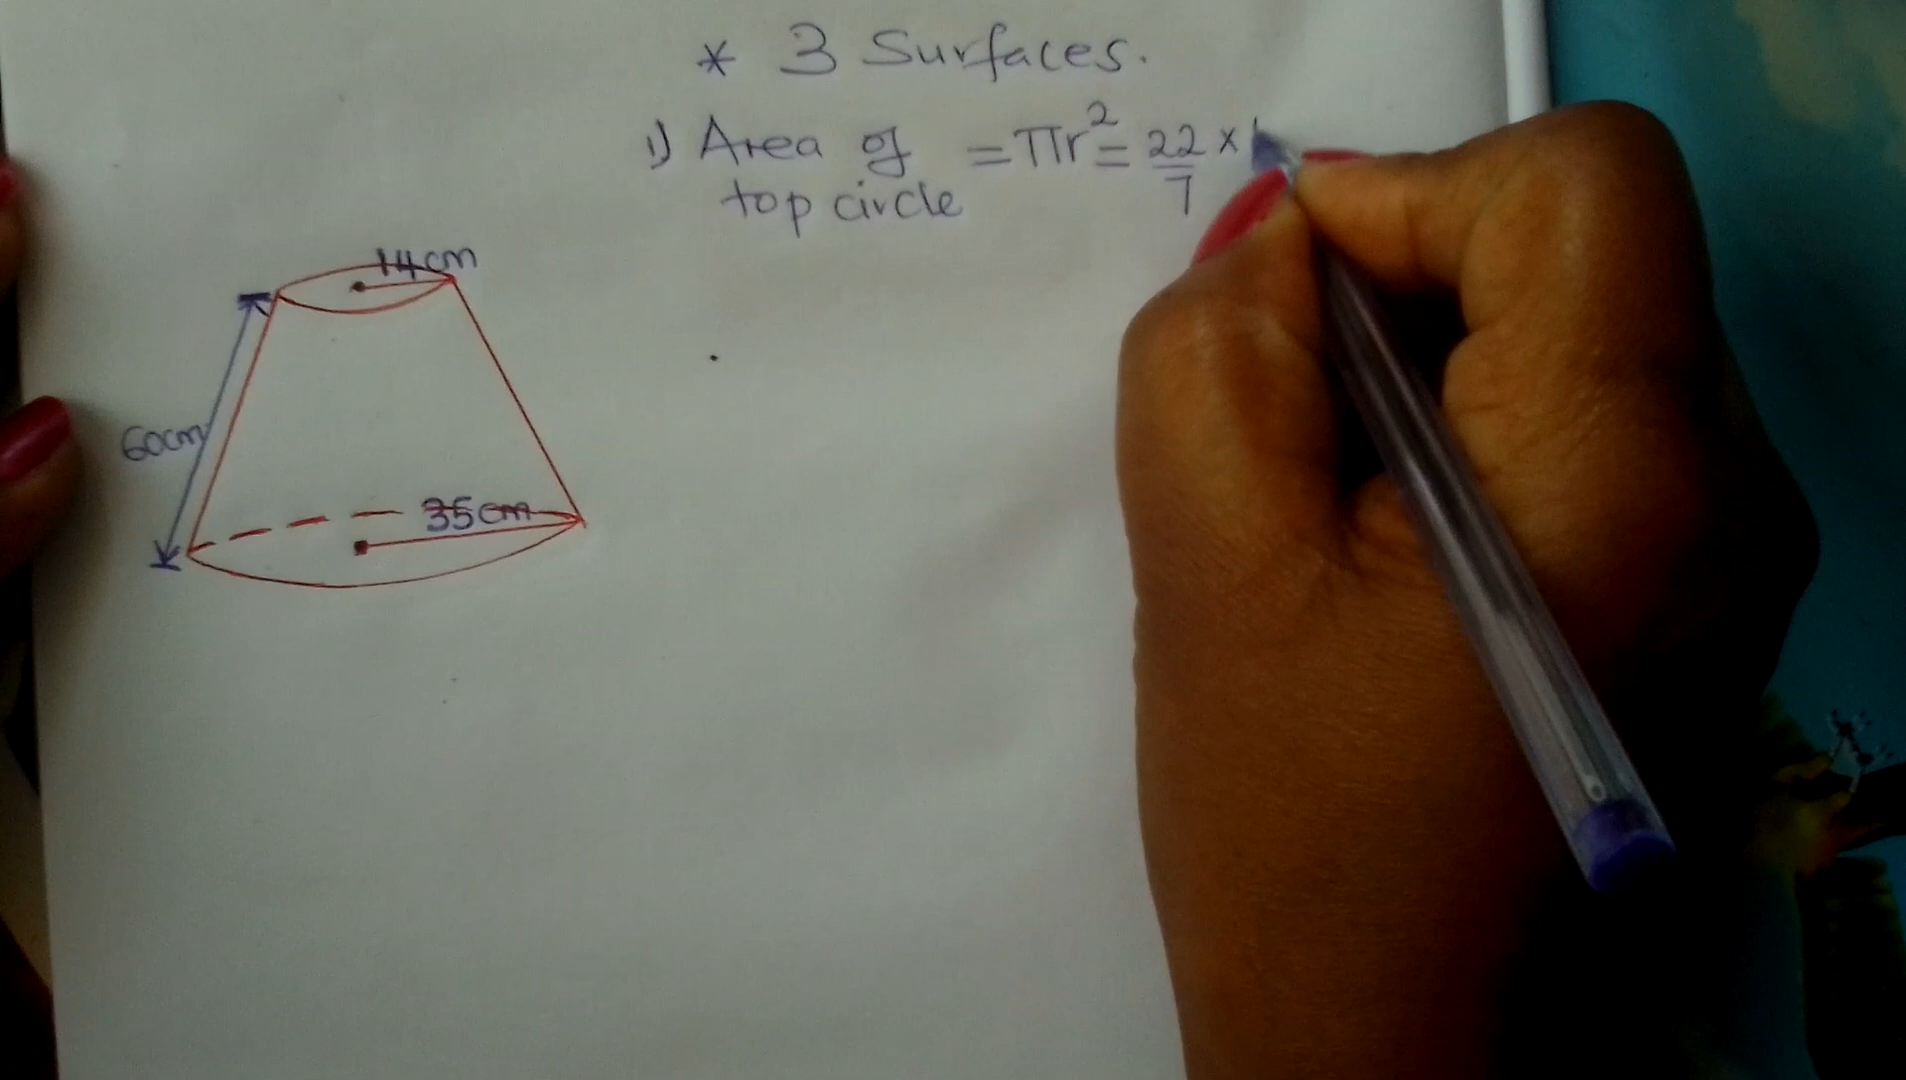 * 3 Surfaces.
1) Area of = πr² = 22/7 ×
top circle
14cm
60cm
35cm